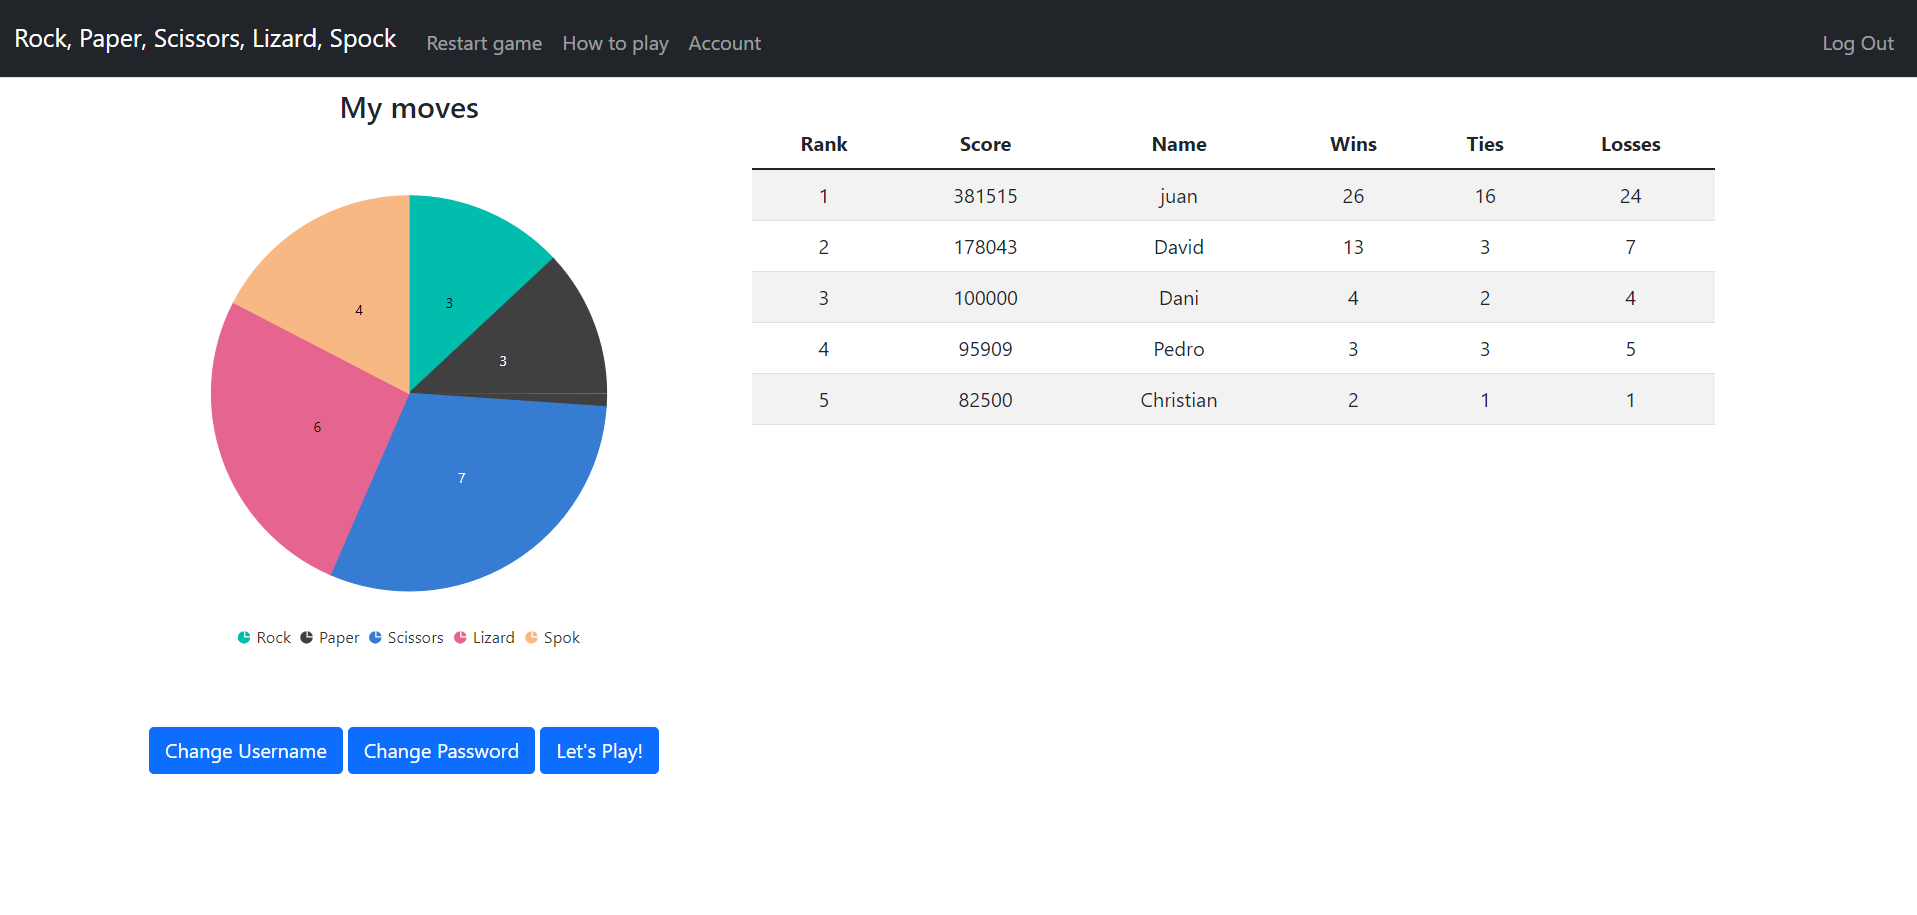 Rock, Paper, Scissors, Lizard, Spock Restart game How to play Account Log Out
My moves
3
3
7
6
4
Rock Paper Scissors Lizard Spok
Change Username Change Password Let's Play!
Rank Score Name Wins Ties Losses
1 381515 juan 26 16 24
2 178043 David 13 3 7
3 100000 Dani 4 2 4
4 95909 Pedro 3 3 5
5 82500 Christian 2 1 1